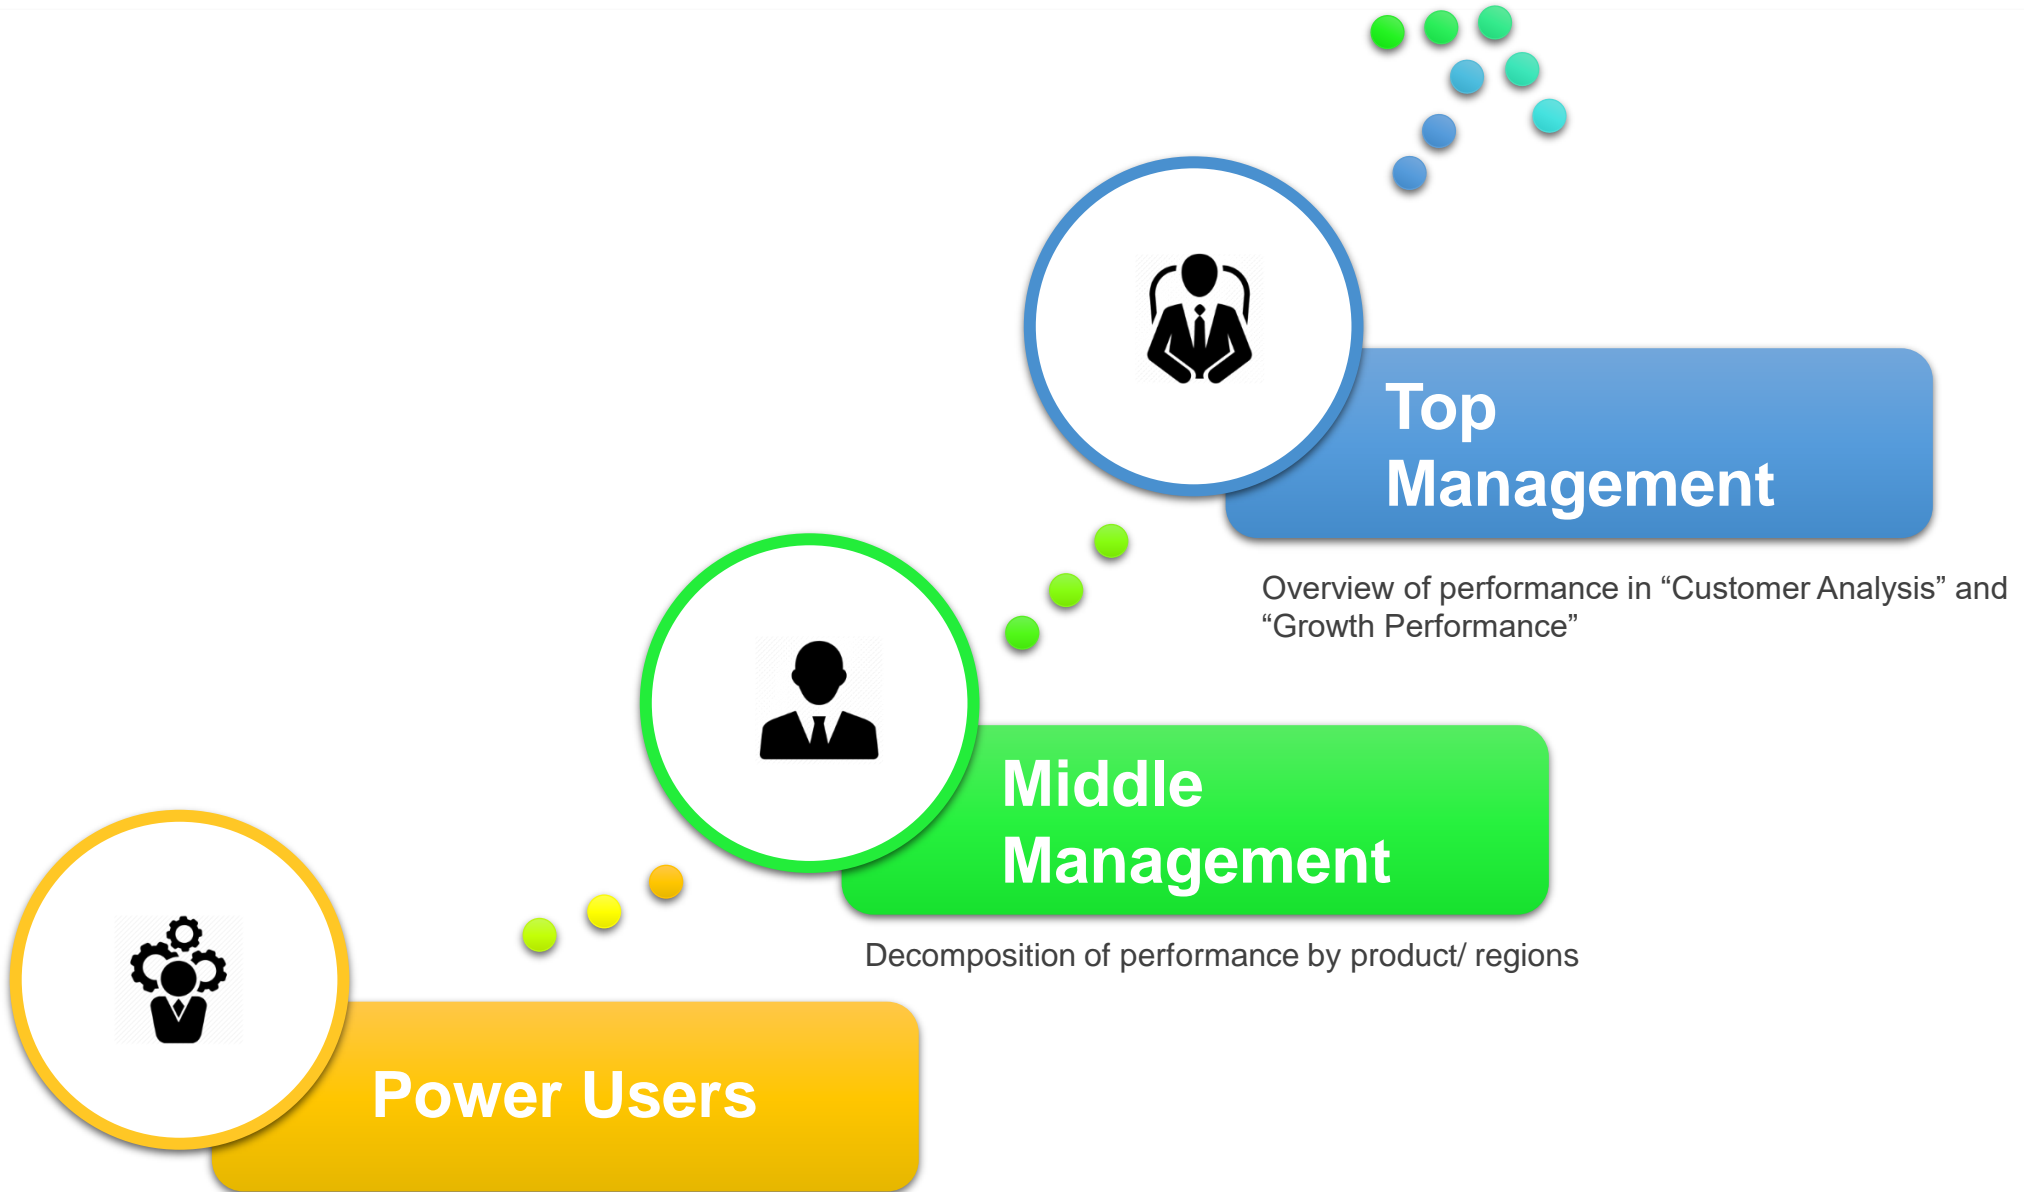 Top
Management
Overview of performance in “Customer Analysis” and
“Growth Performance”
Middle
Management
Decomposition of performance by product/ regions
Power Users